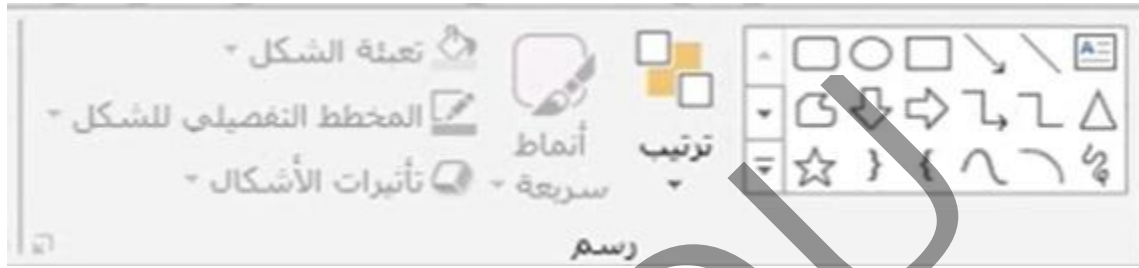 ترتيب
أنماط
سريعة
تعبئة الشكل
المخطط التفصيلي للشكل
تأثيرات الأشكال
رسم